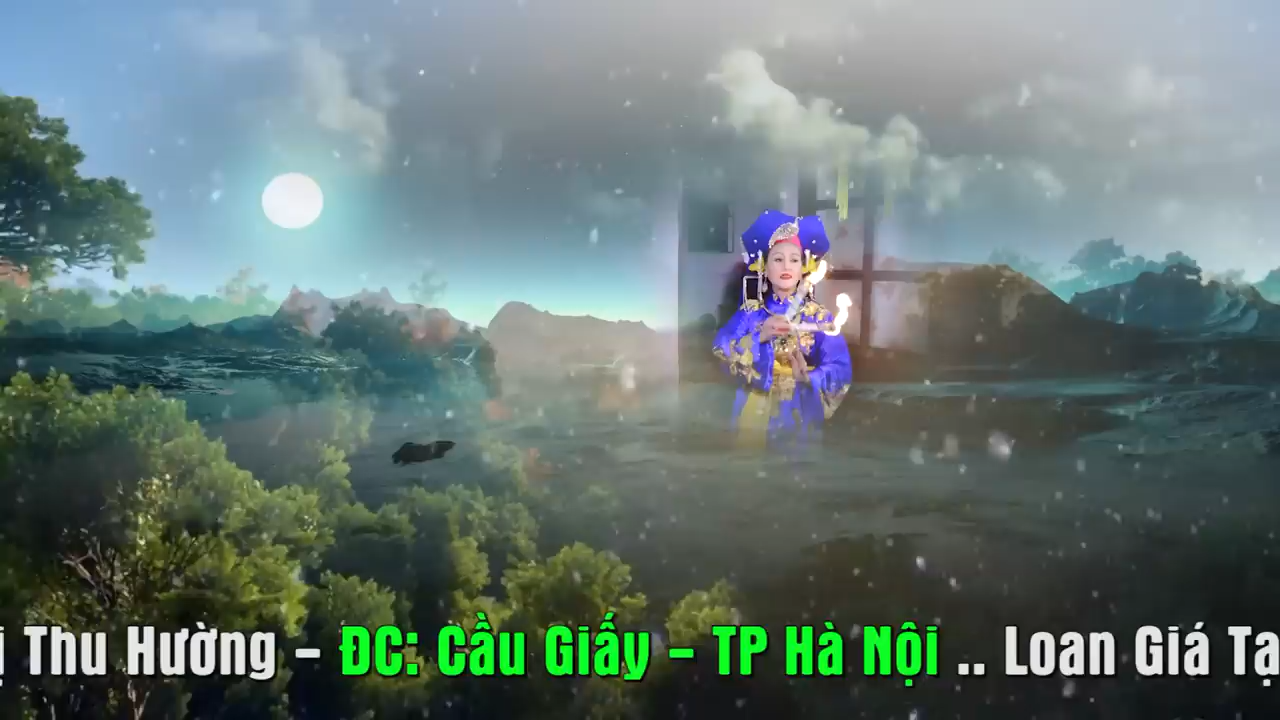 Thu Hường - ĐC: Cầu Giấy - TP Hà Nội .. Loan Giá